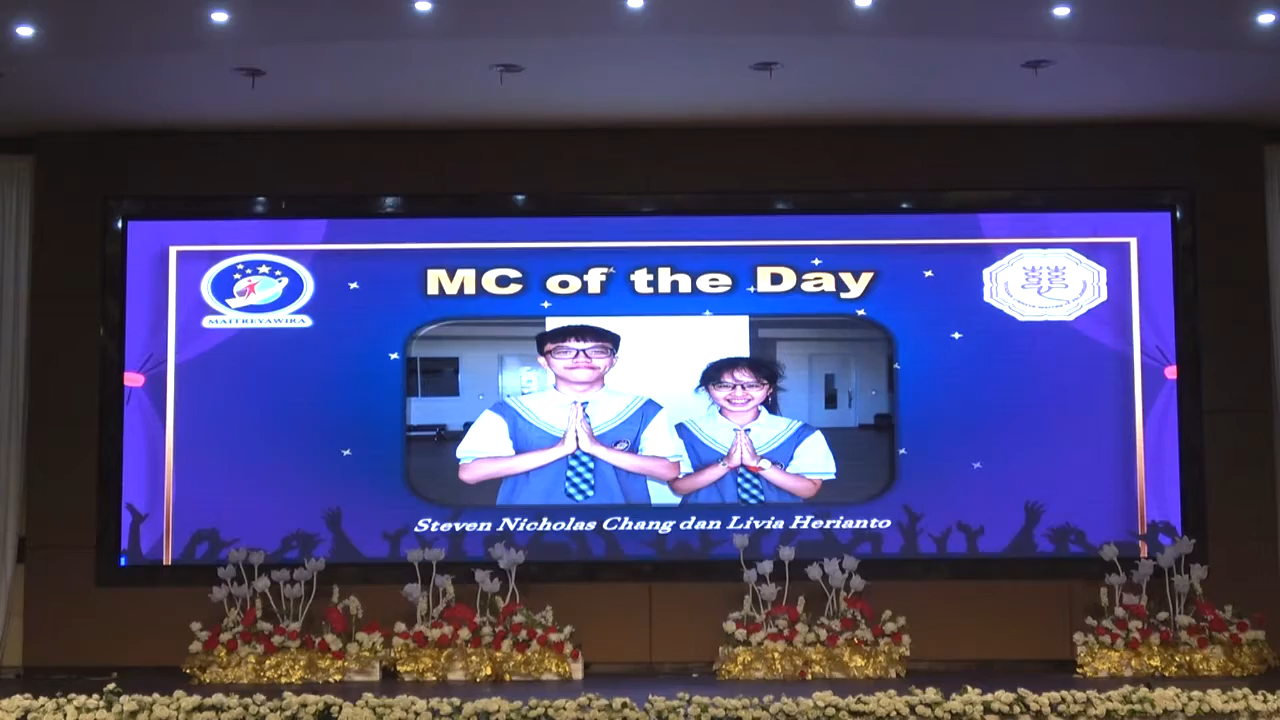 MC of the Day
MAITREYAWIRA
Steven Nicholas Chang dan Livia Herianto